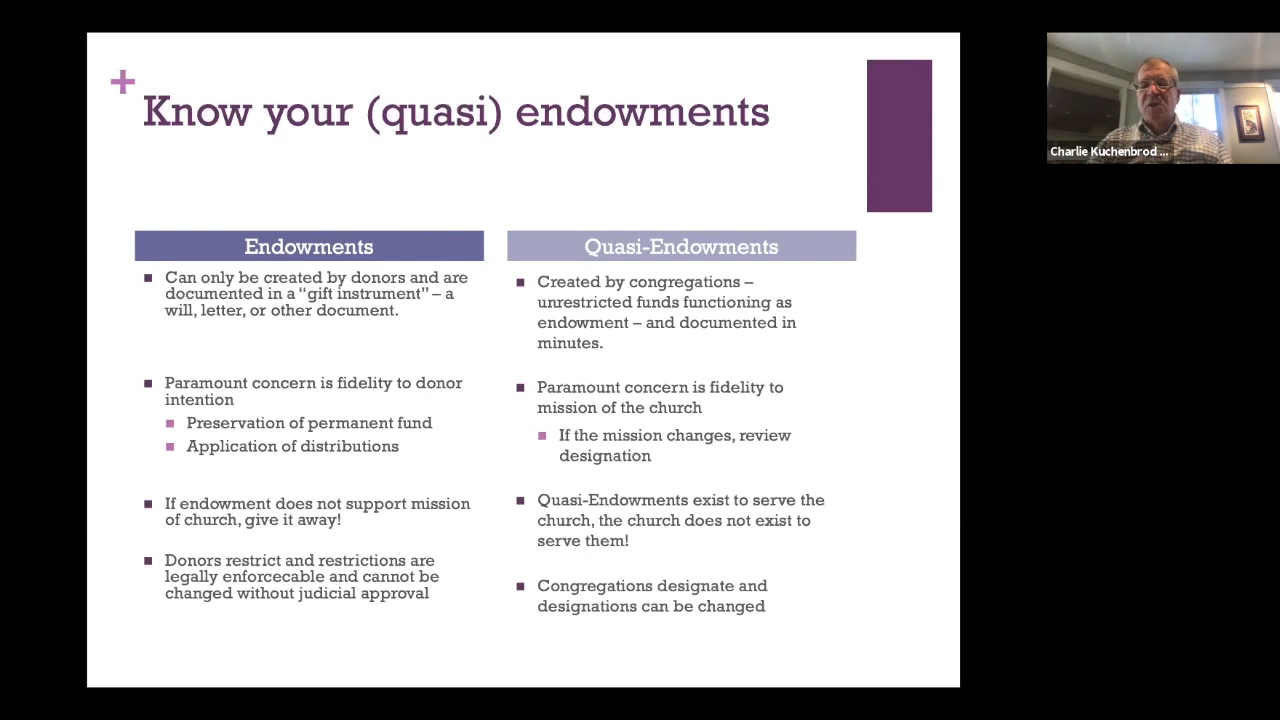 +
Know your (quasi) endowments
Endowments
Can only be created by donors and are
documented in a “gift instrument” – a
will, letter, or other document.
Paramount concern is fidelity to donor
intention
Preservation of permanent fund
Application of distributions
If endowment does not support mission
of church, give it away!
Donors restrict and restrictions are
legally enforcecable and cannot be
changed without judicial approval
Quasi-Endowments
Created by congregations –
unrestricted funds functioning as
endowment – and documented in
minutes.
Paramount concern is fidelity to
mission of the church
If the mission changes, review
designation
Quasi-Endowments exist to serve the
church, the church does not exist to
serve them!
Congregations designate and
designations can be changed
Charlie Kuchenbrod ...